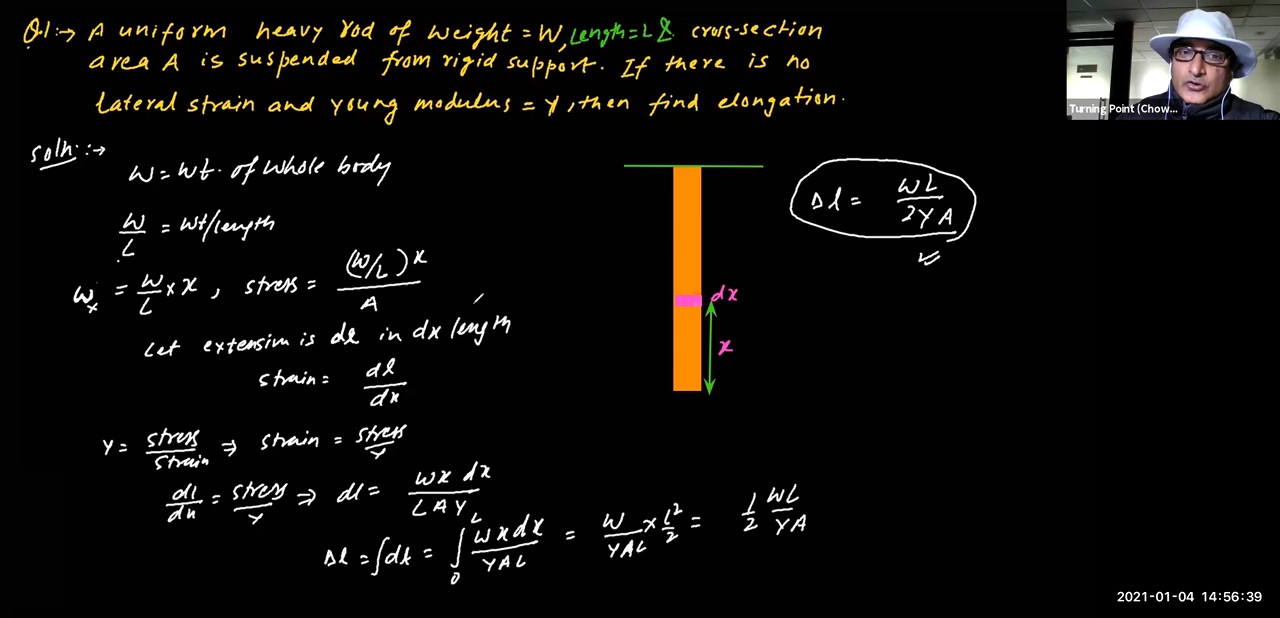 Q.1:→ A uniform heavy rod of weight = W, Length = L & cross-section
area A is suspended from rigid support. If there is no
lateral strain and young modulus = Y, then find elongation.
Soln:→
W = Wt. of whole body
W/L = Wt/length
Wx = W/L × x, stress = (W/L)x/A
Let extension is dl in dx length
strain = dl/dx
Y = stress/strain ⇒ strain = stress/Y
dl/dx = stress/Y ⇒ dl = Wx dx/LAY
Δl = ∫dl = ∫₀ᴸ Wx dx/YAL = W/YAL × L²/2 = 1/2 WL/YA
Δl = WL/2YA
dx
x
Turning Point (Chow...
2021-01-04 14:56:39